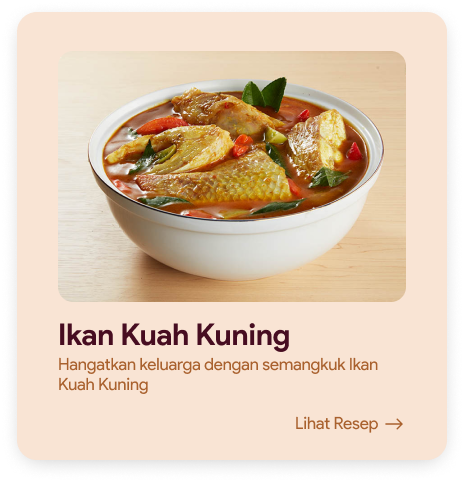 Ikan Kuah Kuning
Hangatkan keluarga dengan semangkuk Ikan
Kuah Kuning
Lihat Resep →